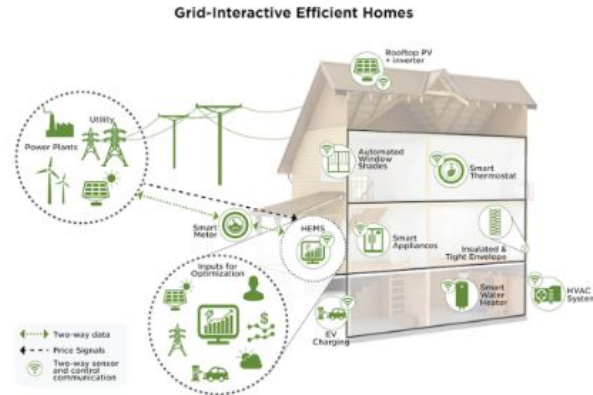 Grid-Interactive Efficient Homes
Rooftop PV
+ inverter
Utility
Power Plants
Automated
Window
Shades
Smart
Thermostat
Smart
Meter
HEMS
Smart
Appliances
Insulated &
Tight Envelope
Inputs for
Optimization
Smart
Water
Heater
HVAC
System
EV
Charging
Two-way data
Price Signals
Two-way sensor
and control
communication